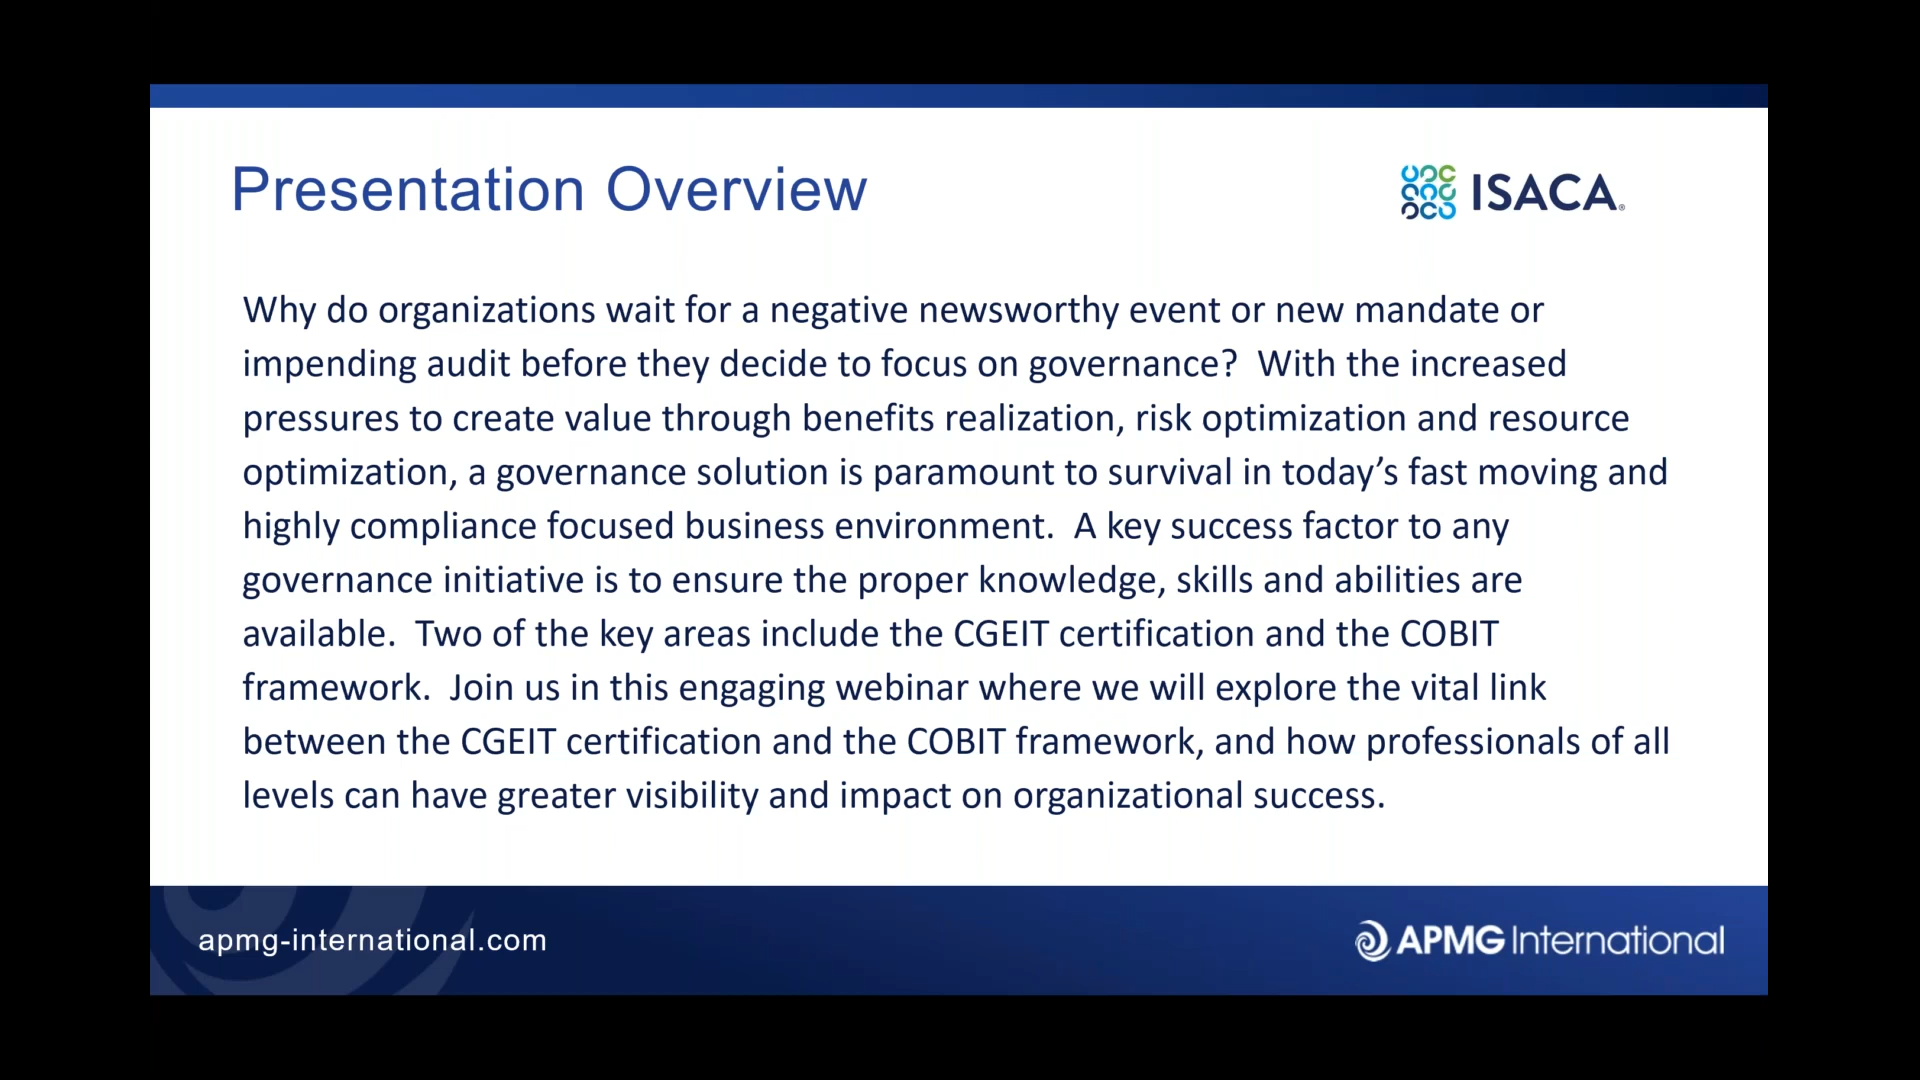 Presentation Overview
ISACA®
Why do organizations wait for a negative newsworthy event or new mandate or
impending audit before they decide to focus on governance?  With the increased
pressures to create value through benefits realization, risk optimization and resource
optimization, a governance solution is paramount to survival in today’s fast moving and
highly compliance focused business environment.  A key success factor to any
governance initiative is to ensure the proper knowledge, skills and abilities are
available.  Two of the key areas include the CGEIT certification and the COBIT
framework.  Join us in this engaging webinar where we will explore the vital link
between the CGEIT certification and the COBIT framework, and how professionals of all
levels can have greater visibility and impact on organizational success.
apmg-international.com
APMG International